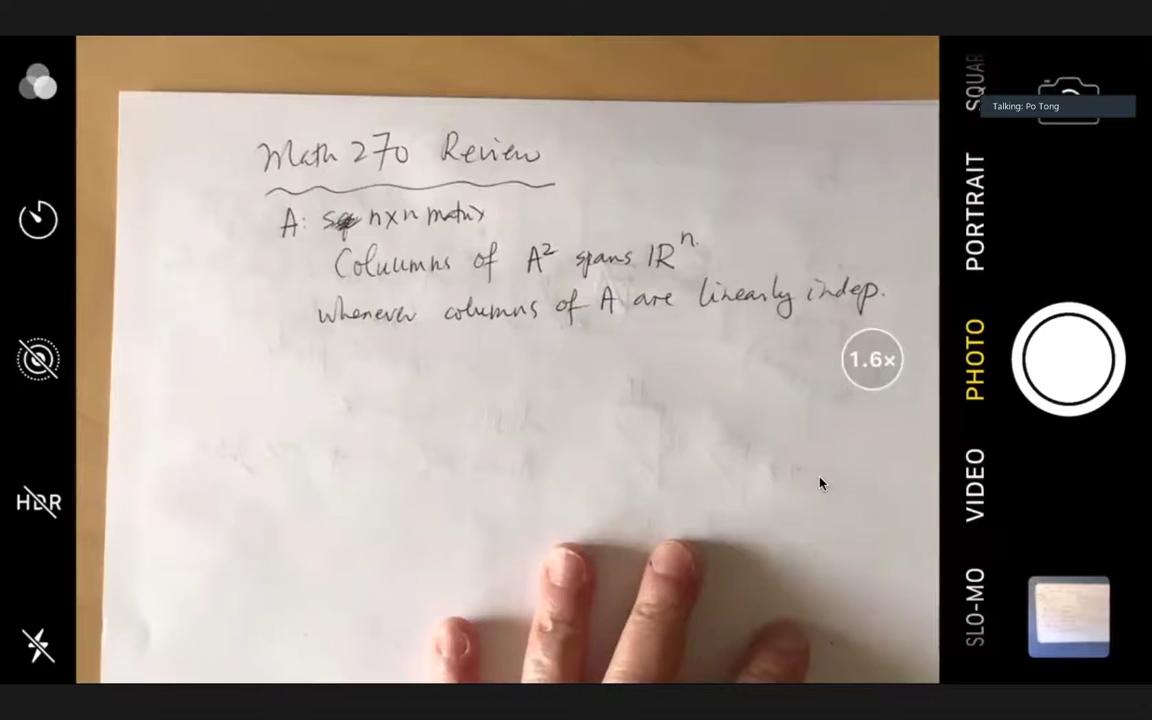 SQUAR
Talking: Po Tong
Math 270 Review
A: n×n matrix
Coluumns of A² spans ℝⁿ.
whenever columns of A are linearly indep.
1.6×
PORTRAIT
PHOTO
VIDEO
SLO-MO
HDR